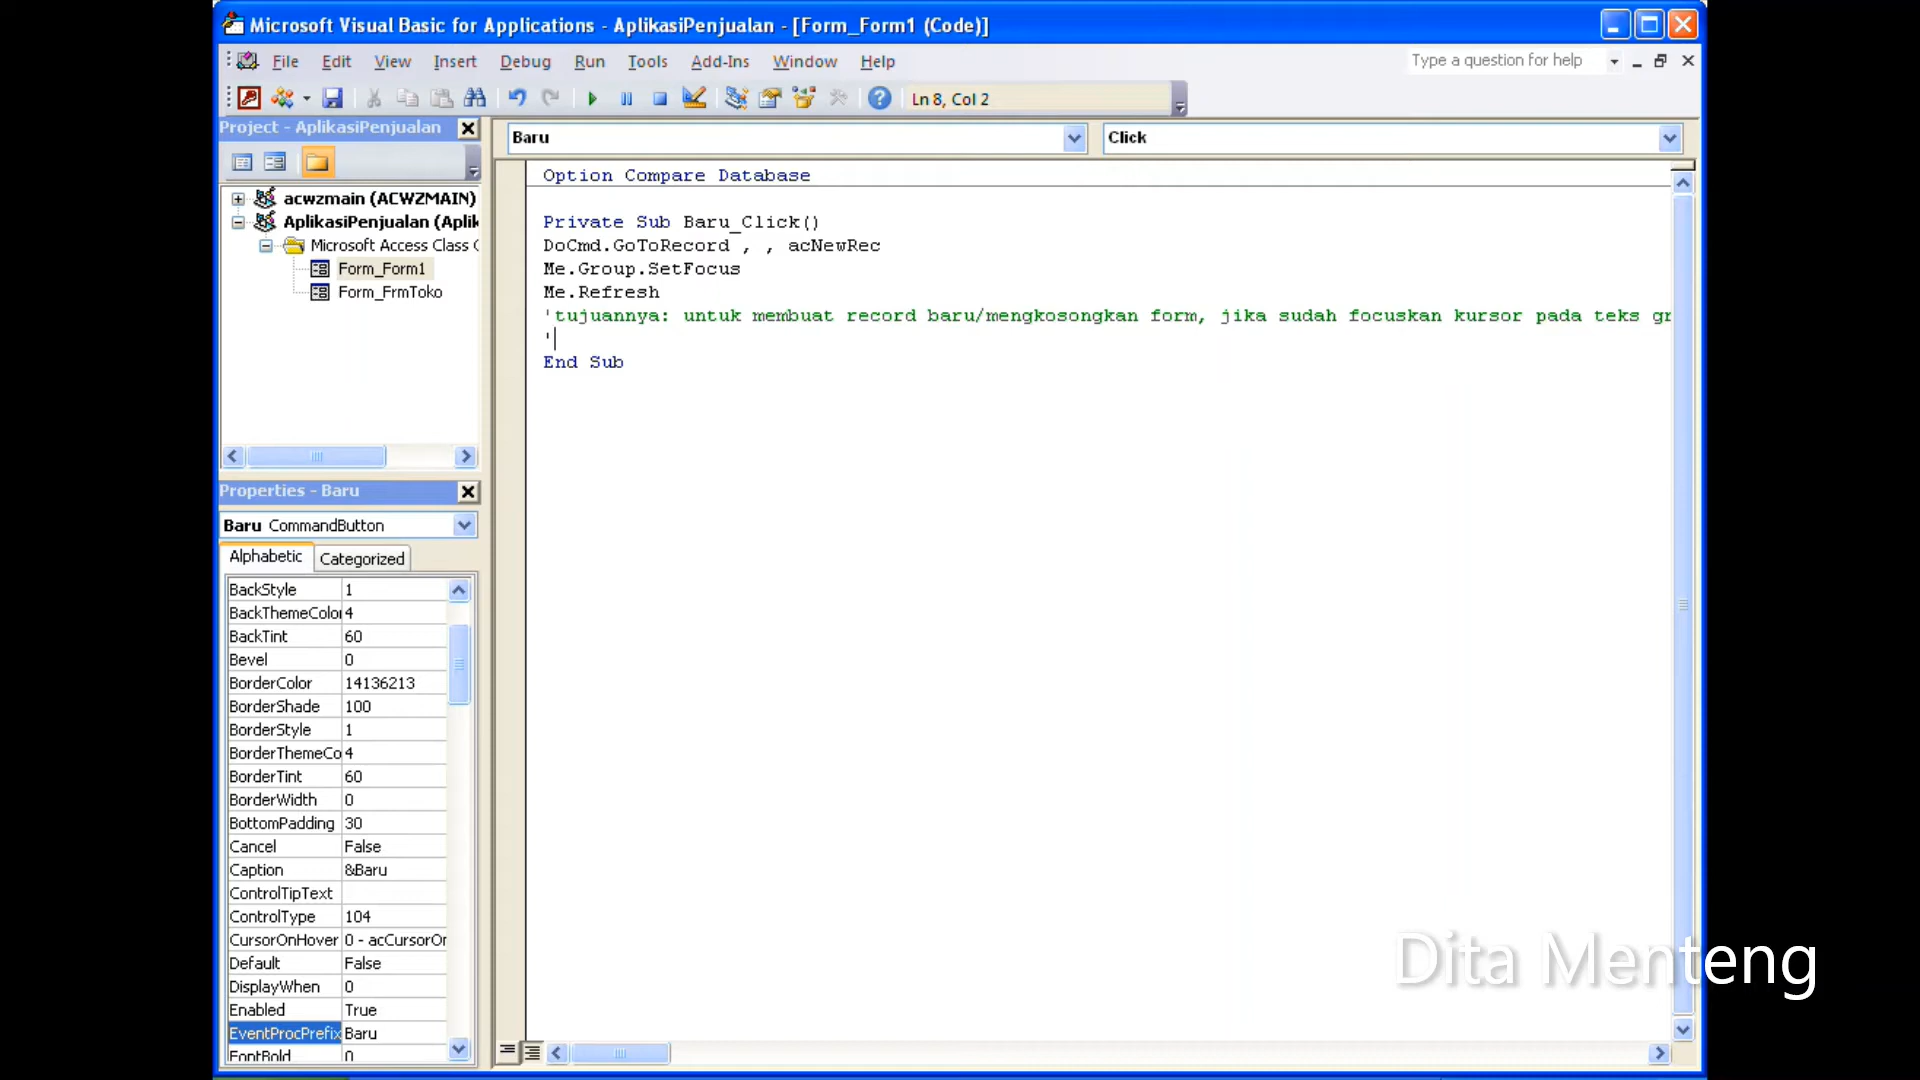 Microsoft Visual Basic for Applications - AplikasiPenjualan - [Form_Form1 (Code)]
File Edit View Insert Debug Run Tools Add-Ins Window Help
Type a question for help
Ln 8, Col 2
Project - AplikasiPenjualan
Baru
Click
acwzmain (ACWZMAIN)
AplikasiPenjualan (Aplik
Microsoft Access Class
Form_Form1
Form_FrmToko
Option Compare Database
Private Sub Baru_Click()
DoCmd.GoToRecord , , acNewRec
Me.Group.SetFocus
Me.Refresh
'tujuannya: untuk membuat record baru/mengkosongkan form, jika sudah focuskan kursor pada teks gr
'
End Sub
Properties - Baru
Baru CommandButton
Alphabetic Categorized
BackStyle 1
BackThemeColor 4
BackTint 60
Bevel 0
BorderColor 14136213
BorderShade 100
BorderStyle 1
BorderThemeCo 4
BorderTint 60
BorderWidth 0
BottomPadding 30
Cancel False
Caption &Baru
ControlTipText
ControlType 104
CursorOnHover 0 - acCursorOn
Default False
DisplayWhen 0
Enabled True
EventProcPrefix Baru
FontBold 0
Dita Menteng